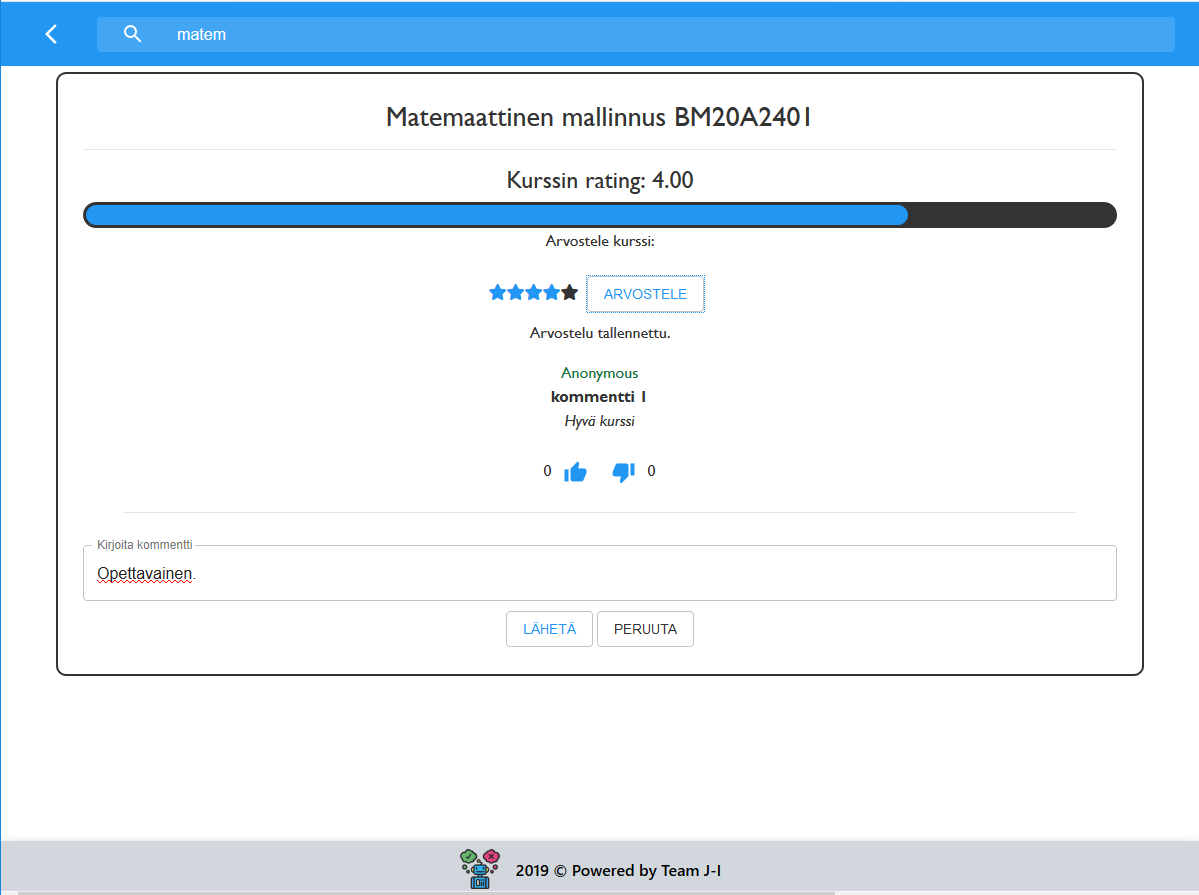 matem
Matemaattinen mallinnus BM20A2401
Kurssin rating: 4.00
Arvostele kurssi:
ARVOSTELE
Arvostelu tallennettu.
Anonymous
kommentti 1
Hyvä kurssi
0 0
Kirjoita kommentti
Opettavainen.
LÄHETÄ PERUUTA
2019 © Powered by Team J-I